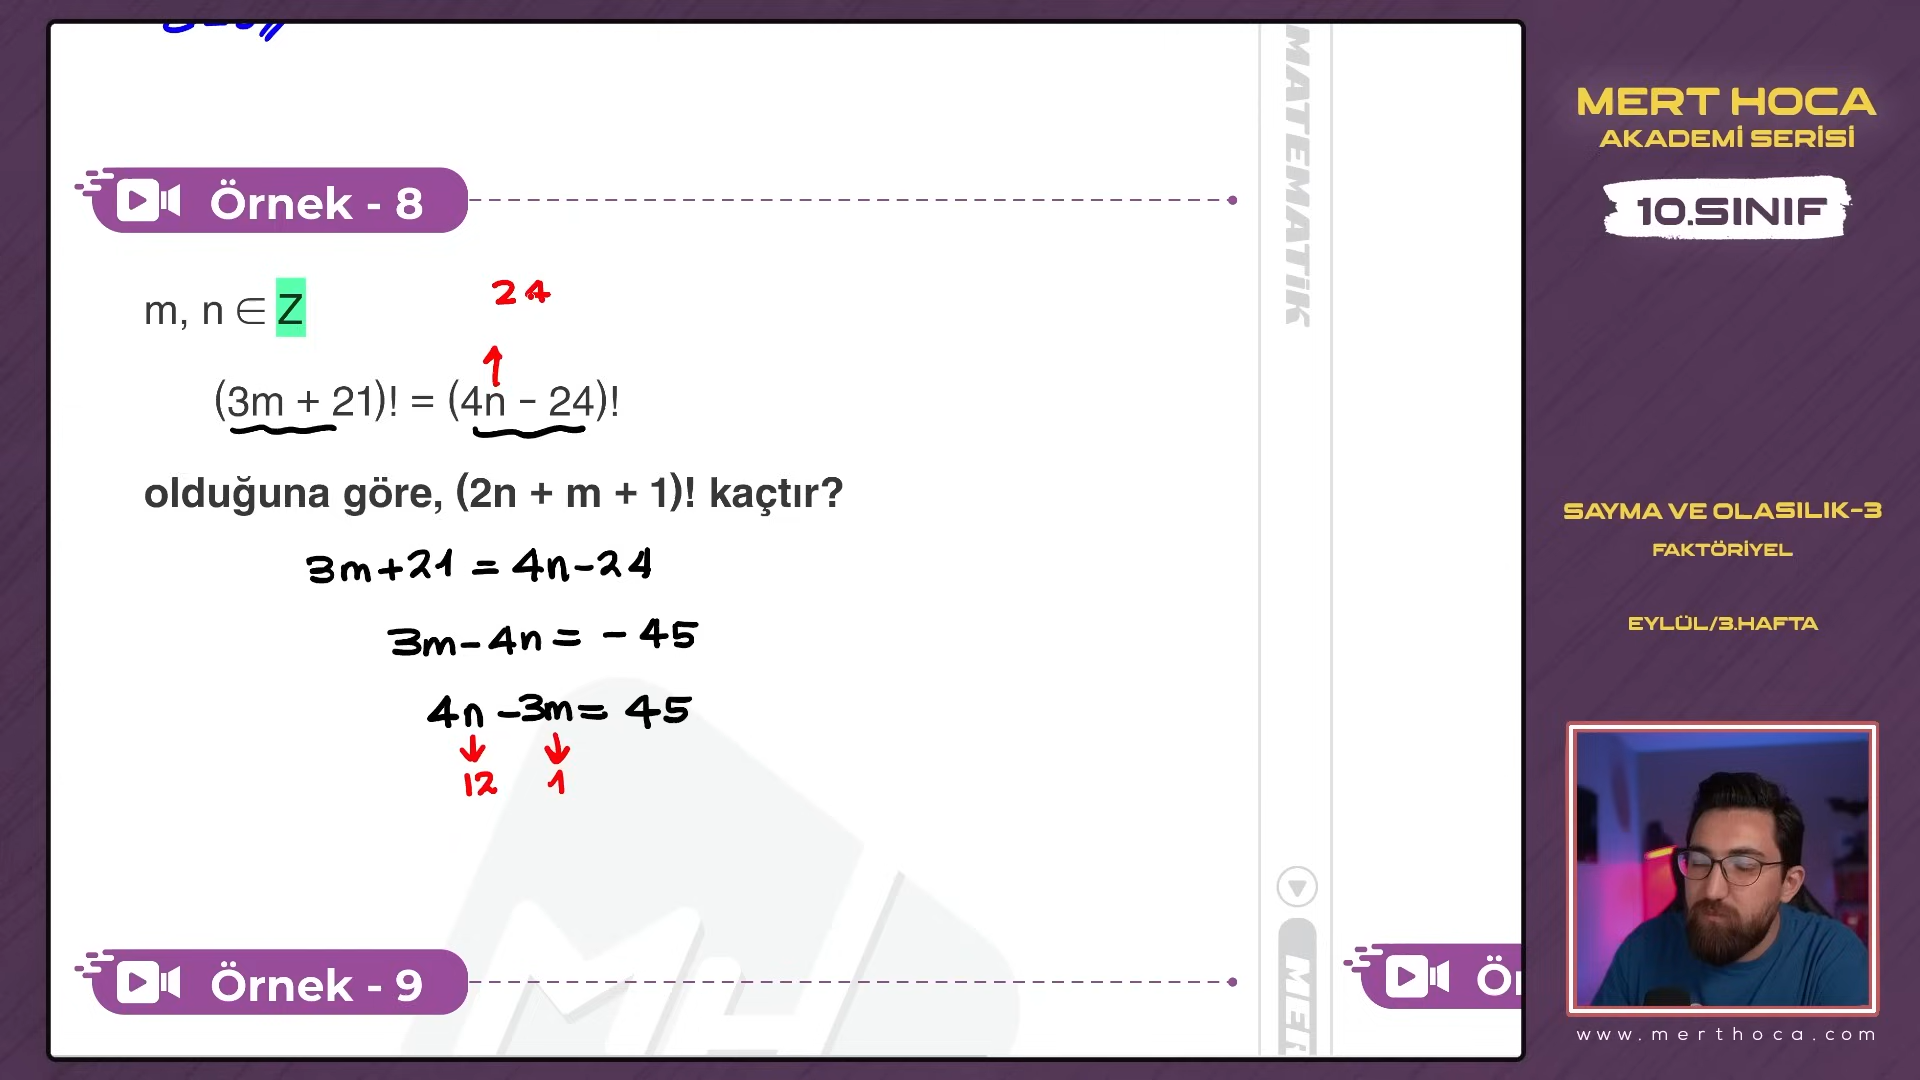 Örnek - 8
m, n ∈ Z
24
(3m + 21)! = (4n - 24)!
olduğuna göre, (2n + m + 1)! kaçtır?
3m+21 = 4n-24
3m-4n = -45
4n -3m = 45
12 1
Örnek - 9
MATEMATİK
MER
Ör
MERT HOCA
AKADEMİ SERİSİ
10.SINIF
SAYMA VE OLASILIK-3
FAKTÖRİYEL
EYLÜL/3.HAFTA
www.merthoca.com